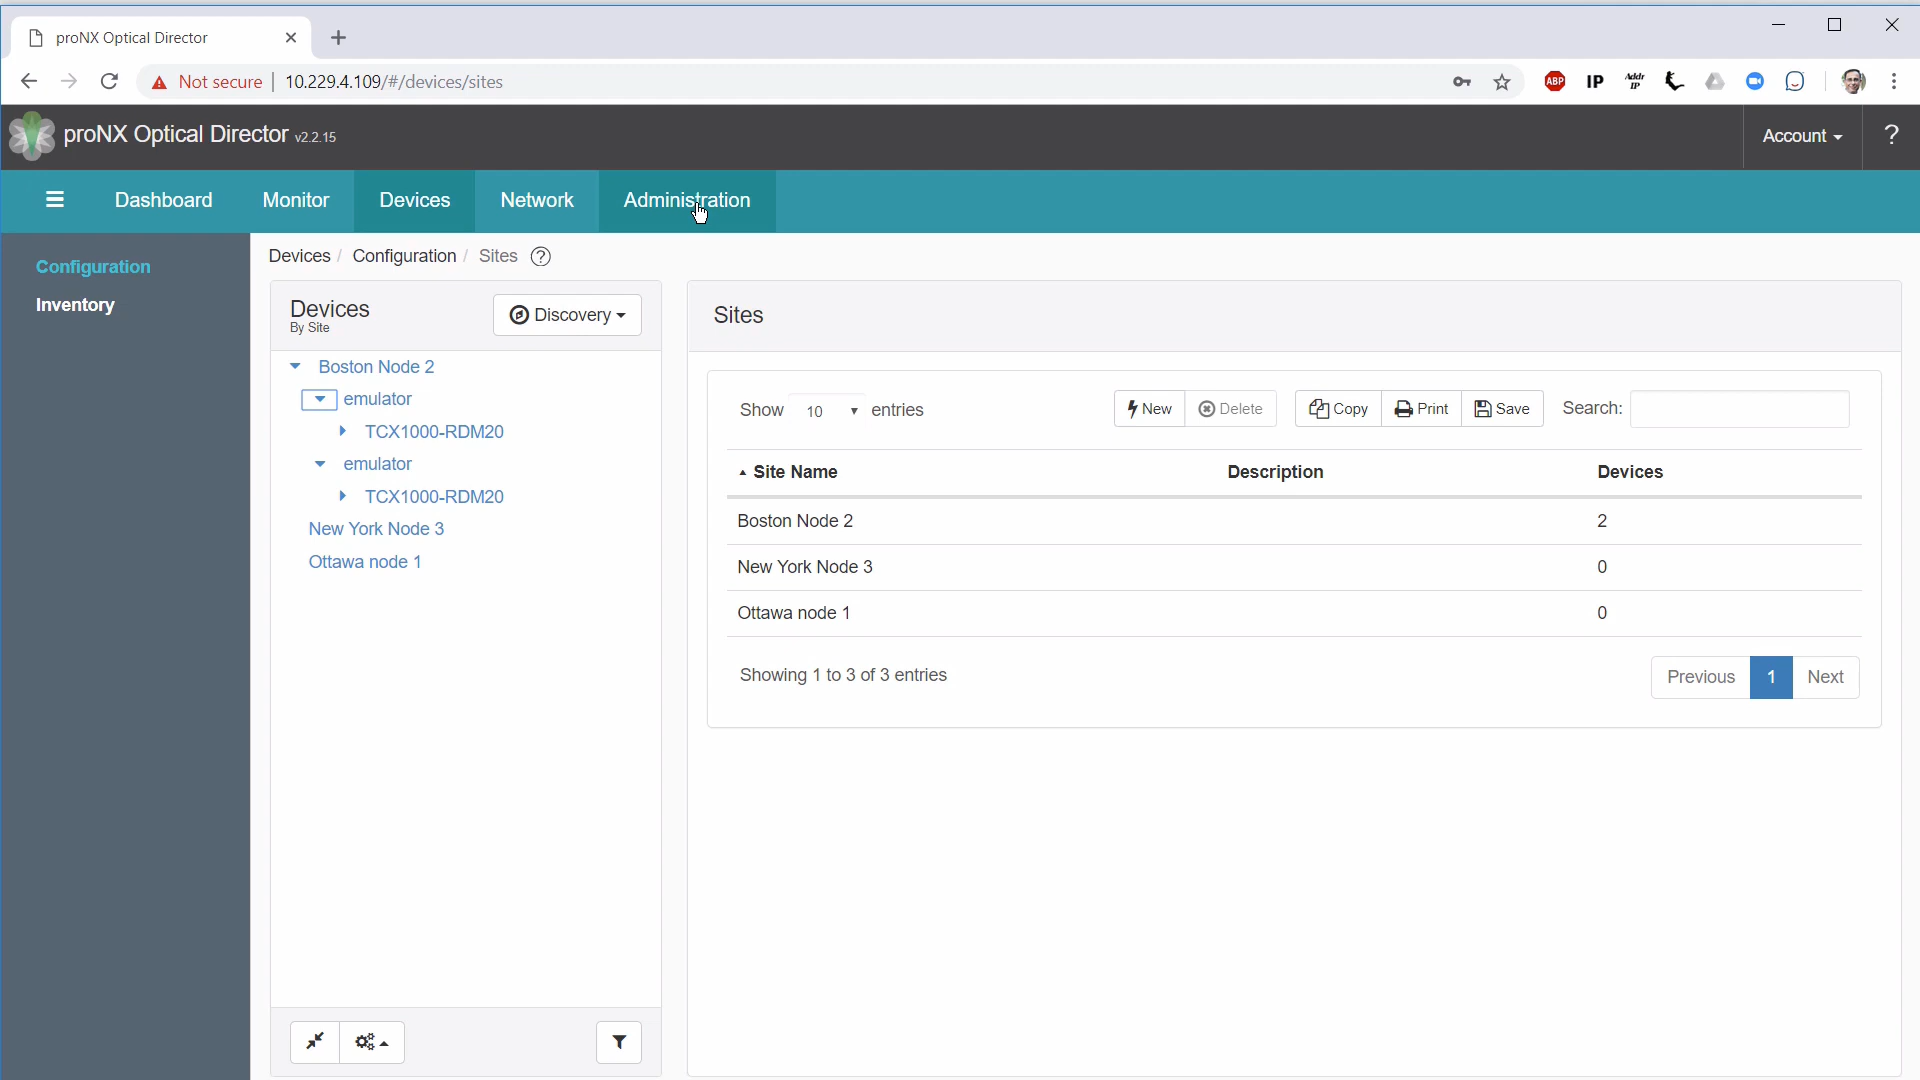 proNX Optical Director
Not secure | 10.229.4.109/#/devices/sites
ABP
IP
Addr IP
proNX Optical Director v2.2.15
Account
?
Dashboard
Monitor
Devices
Network
Administration
Configuration
Inventory
Devices / Configuration / Sites ?
Devices
By Site
Discovery
Boston Node 2
emulator
TCX1000-RDM20
emulator
TCX1000-RDM20
New York Node 3
Ottawa node 1
Sites
Show 10 entries
New
Delete
Copy
Print
Save
Search:
Site Name Description Devices
Boston Node 2 2
New York Node 3 0
Ottawa node 1 0
Showing 1 to 3 of 3 entries
Previous 1 Next